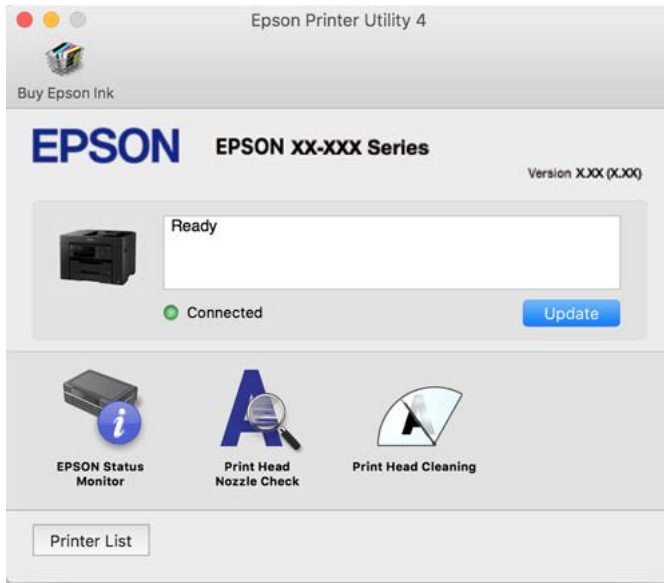 Epson Printer Utility 4
Buy Epson Ink
EPSON
EPSON XX-XXX Series
Version X.XX (X.XX)
Ready
Connected
Update
EPSON Status
Monitor
Print Head
Nozzle Check
Print Head Cleaning
Printer List